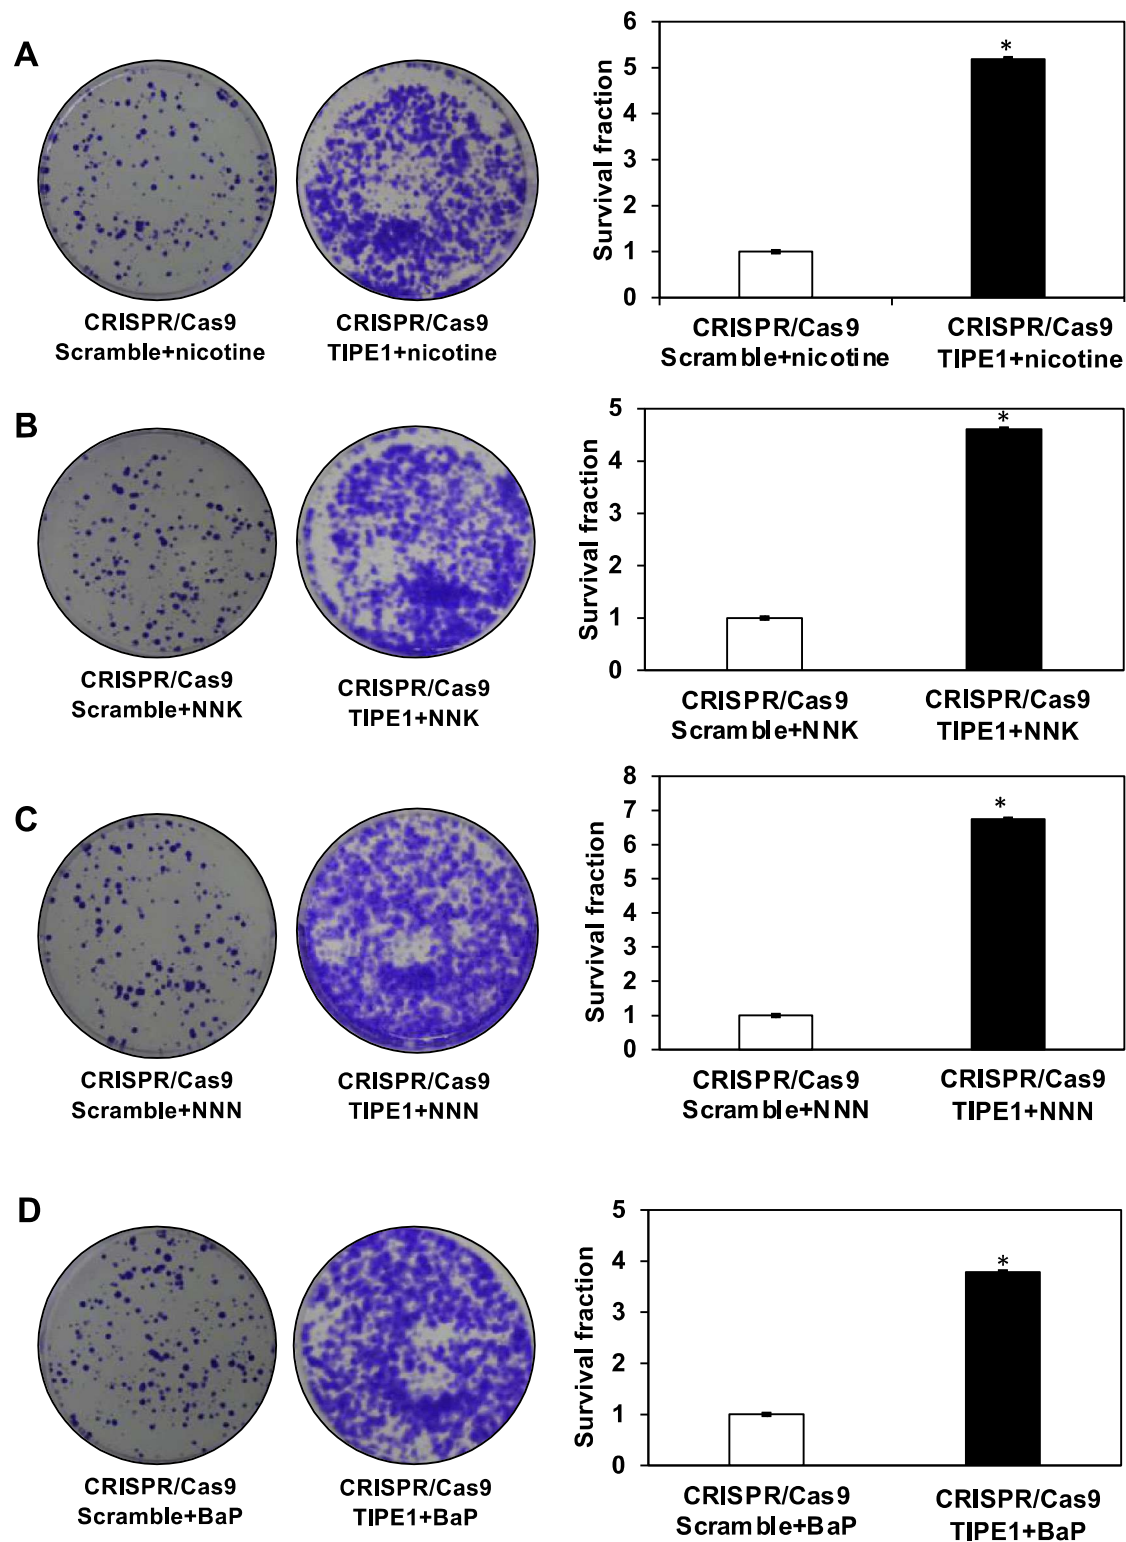 A
CRISPR/Cas9
Scramble+nicotine
CRISPR/Cas9
TIPE1+nicotine
Survival fraction
6
5
4
3
2
1
0
*
CRISPR/Cas9
Scramble+nicotine
CRISPR/Cas9
TIPE1+nicotine
B
CRISPR/Cas9
Scramble+NNK
CRISPR/Cas9
TIPE1+NNK
Survival fraction
5
4
3
2
1
0
*
CRISPR/Cas9
Scramble+NNK
CRISPR/Cas9
TIPE1+NNK
C
CRISPR/Cas9
Scramble+NNN
CRISPR/Cas9
TIPE1+NNN
Survival fraction
8
7
6
5
4
3
2
1
0
*
CRISPR/Cas9
Scramble+NNN
CRISPR/Cas9
TIPE1+NNN
D
CRISPR/Cas9
Scramble+BaP
CRISPR/Cas9
TIPE1+BaP
Survival fraction
5
4
3
2
1
0
*
CRISPR/Cas9
Scramble+BaP
CRISPR/Cas9
TIPE1+BaP